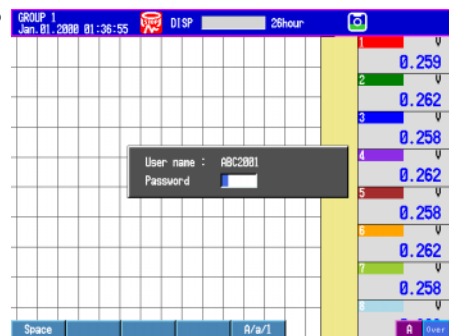 GROUP 1
Jan.01.2000 01:36:55
DISP 26hour
1 V
0.259
2 V
0.262
3 V
0.258
4 V
0.262
5 V
0.258
6 V
0.262
7 V
0.258
8 V
User name : ABC2001
Password
Space A/a/1
A Over